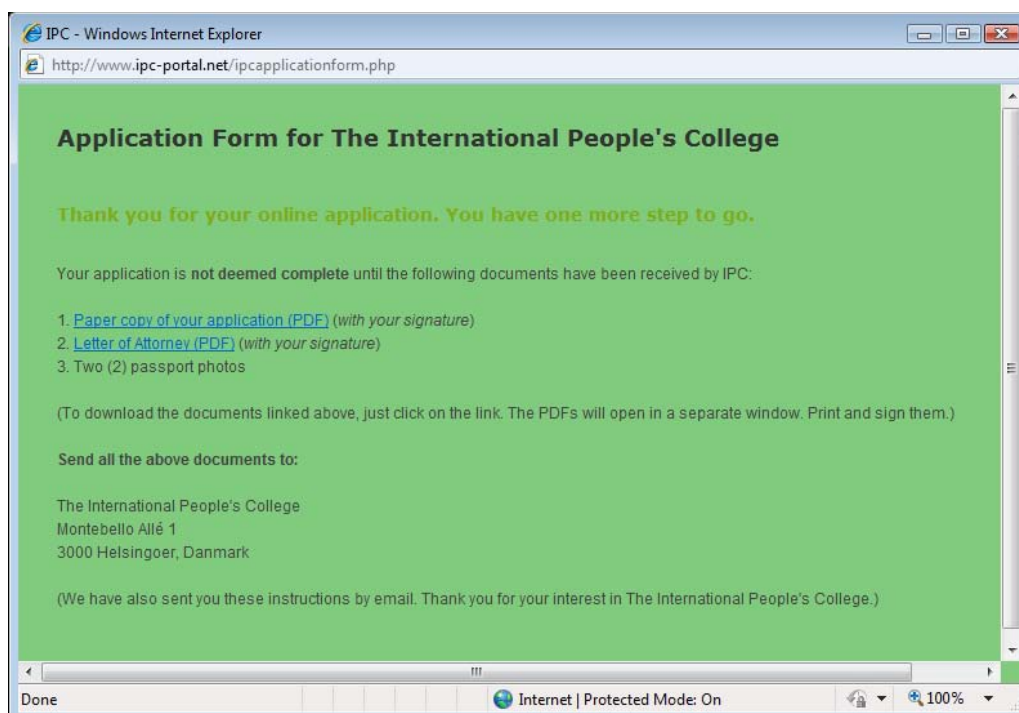 IPC - Windows Internet Explorer
http://www.ipc-portal.net/ipcapplicationform.php
Application Form for The International People's College
Thank you for your online application. You have one more step to go.
Your application is not deemed complete until the following documents have been received by IPC:
1. Paper copy of your application (PDF) (with your signature)
2. Letter of Attorney (PDF) (with your signature)
3. Two (2) passport photos
(To download the documents linked above, just click on the link. The PDFs will open in a separate window. Print and sign them.)
Send all the above documents to:
The International People's College
Montebello Allé 1
3000 Helsingoer, Danmark
(We have also sent you these instructions by email. Thank you for your interest in The International People's College.)
Done
Internet | Protected Mode: On
100%